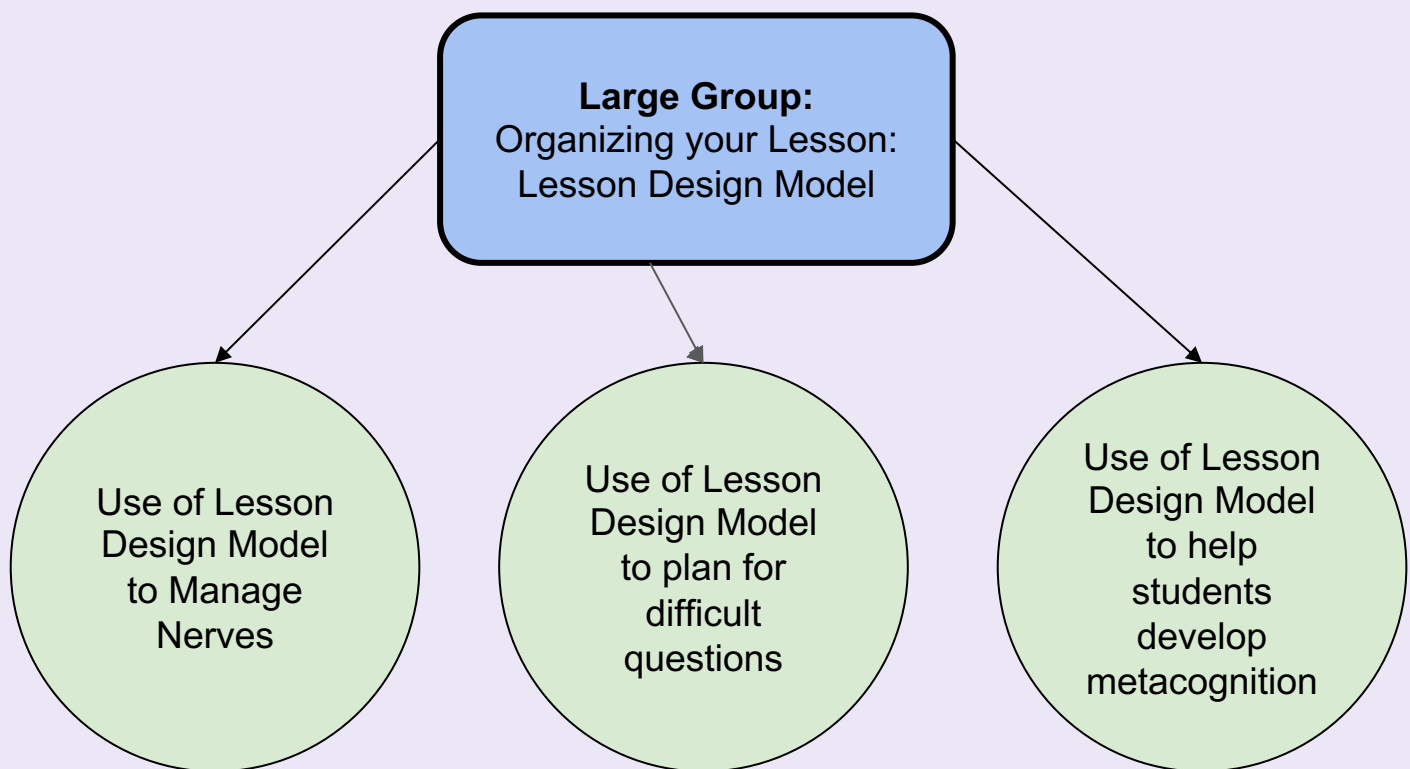 Large Group:
Organizing your Lesson:
Lesson Design Model
Use of Lesson
Design Model
to Manage
Nerves
Use of Lesson
Design Model
to plan for
difficult
questions
Use of Lesson
Design Model
to help
students
develop
metacognition